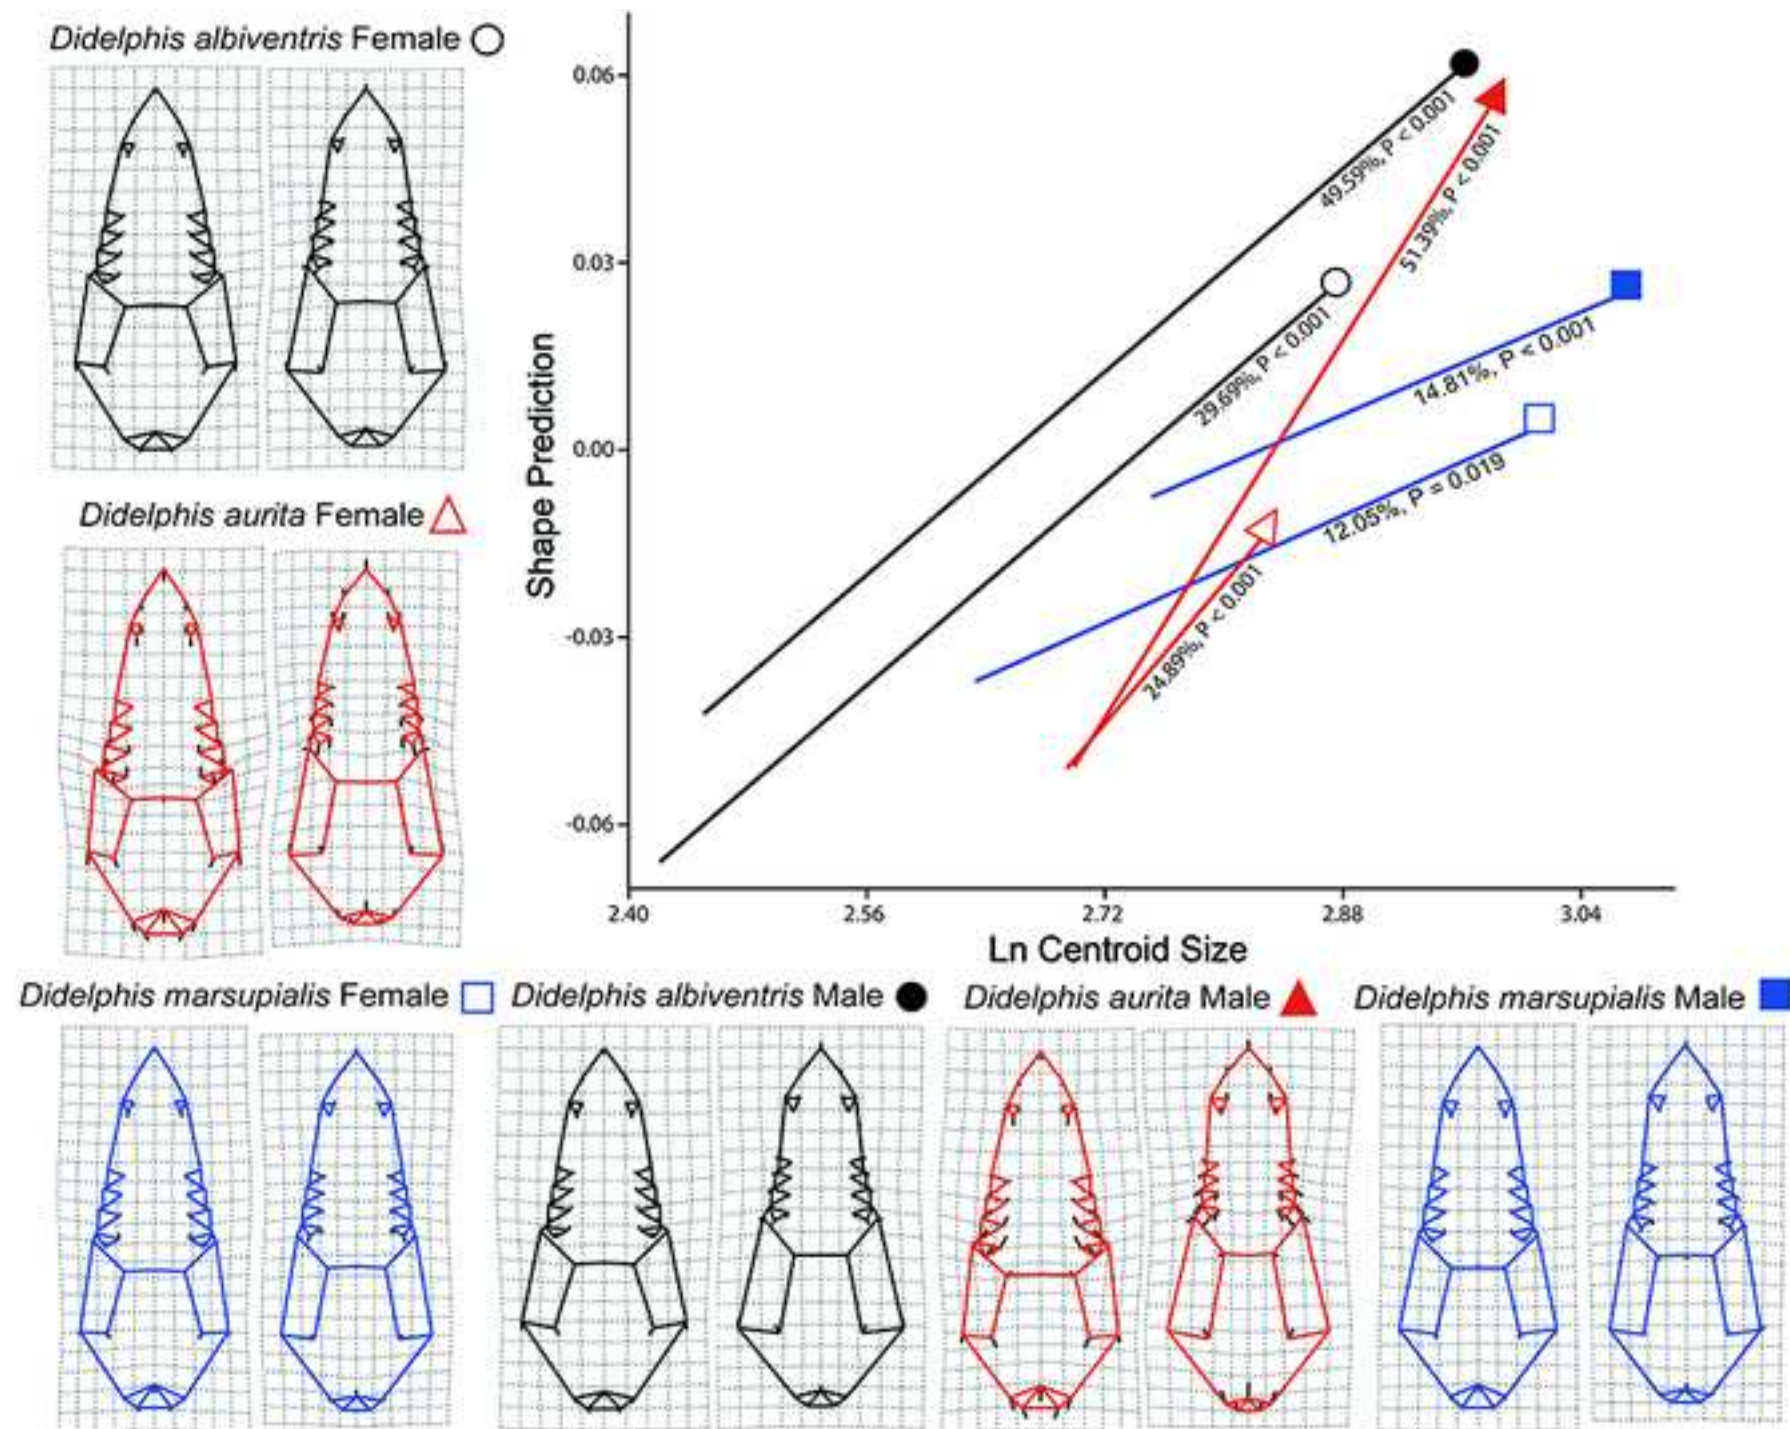 Didelphis albiventris Female
0.06
49.59%, P < 0.001
51.39%, P < 0.001
0.03
29.69%, P < 0.001
14.81%, P < 0.001
Shape Prediction
0.00
12.05%, P = 0.019
Didelphis aurita Female
24.89%, P < 0.001
-0.03
-0.06
2.40 2.56 2.72 2.88 3.04
Ln Centroid Size
Didelphis marsupialis Female Didelphis albiventris Male Didelphis aurita Male Didelphis marsupialis Male